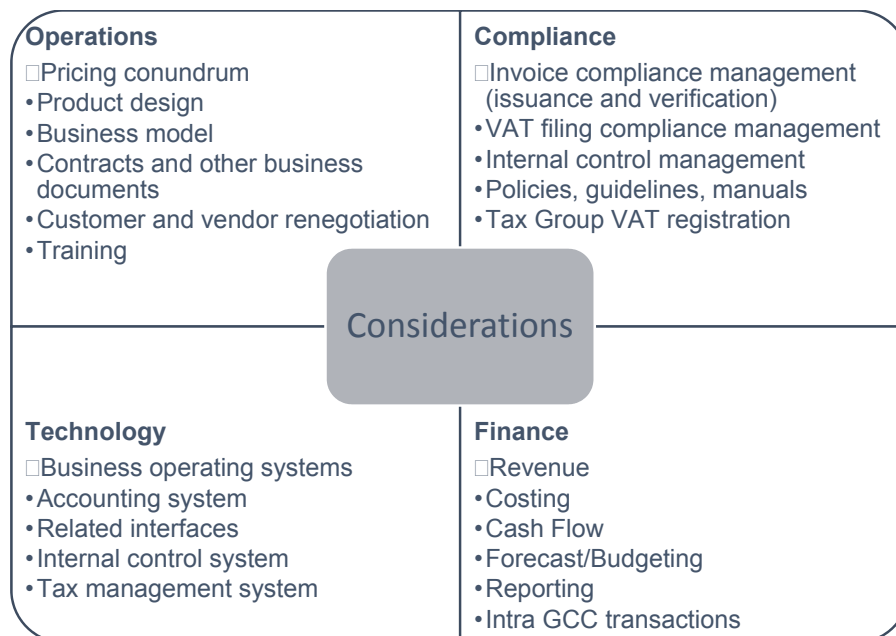 Operations
□Pricing conundrum
•Product design
•Business model
•Contracts and other business
documents
•Customer and vendor renegotiation
•Training
Compliance
□Invoice compliance management
(issuance and verification)
•VAT filing compliance management
•Internal control management
•Policies, guidelines, manuals
•Tax Group VAT registration
Considerations
Technology
□Business operating systems
•Accounting system
•Related interfaces
•Internal control system
•Tax management system
Finance
□Revenue
•Costing
•Cash Flow
•Forecast/Budgeting
•Reporting
•Intra GCC transactions